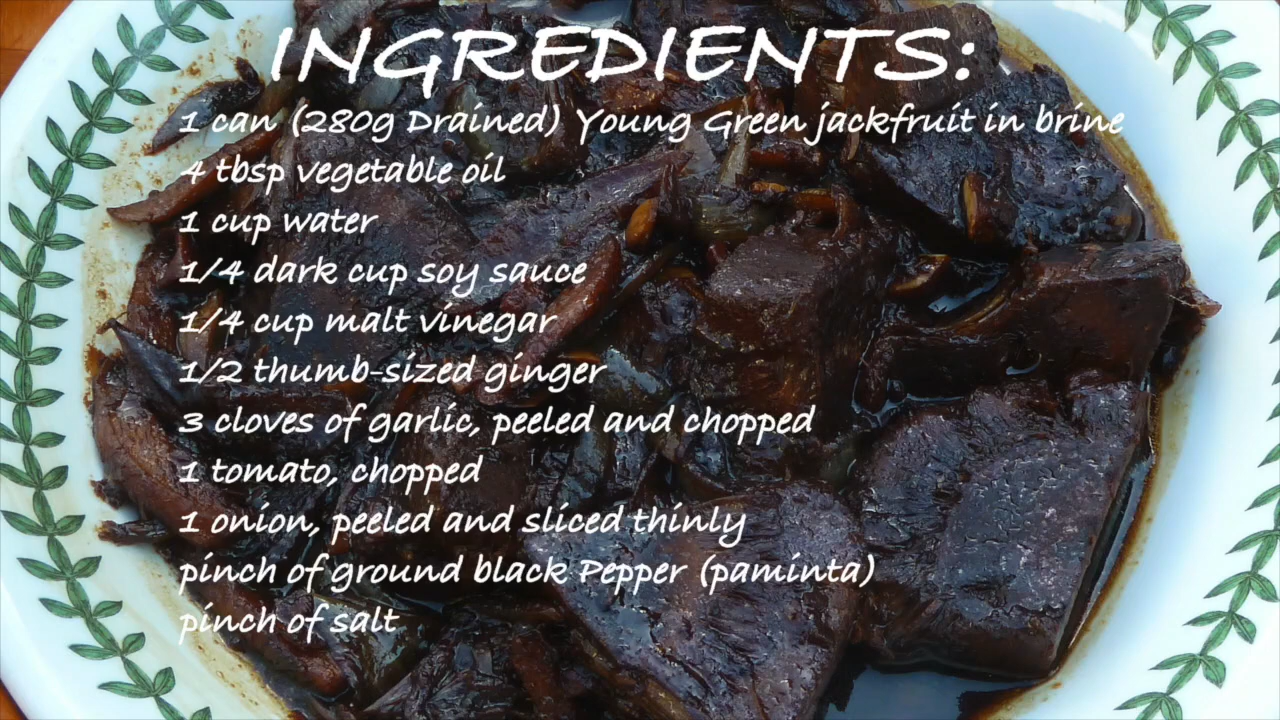 INGREDIENTS:
1 can (280g Drained) Young Green jackfruit in brine
4 tbsp vegetable oil
1 cup water
1/4 dark cup soy sauce
1/4 cup malt vinegar
1/2 thumb-sized ginger
3 cloves of garlic, peeled and chopped
1 tomato, chopped
1 onion, peeled and sliced thinly
pinch of ground black Pepper (paminta)
pinch of salt